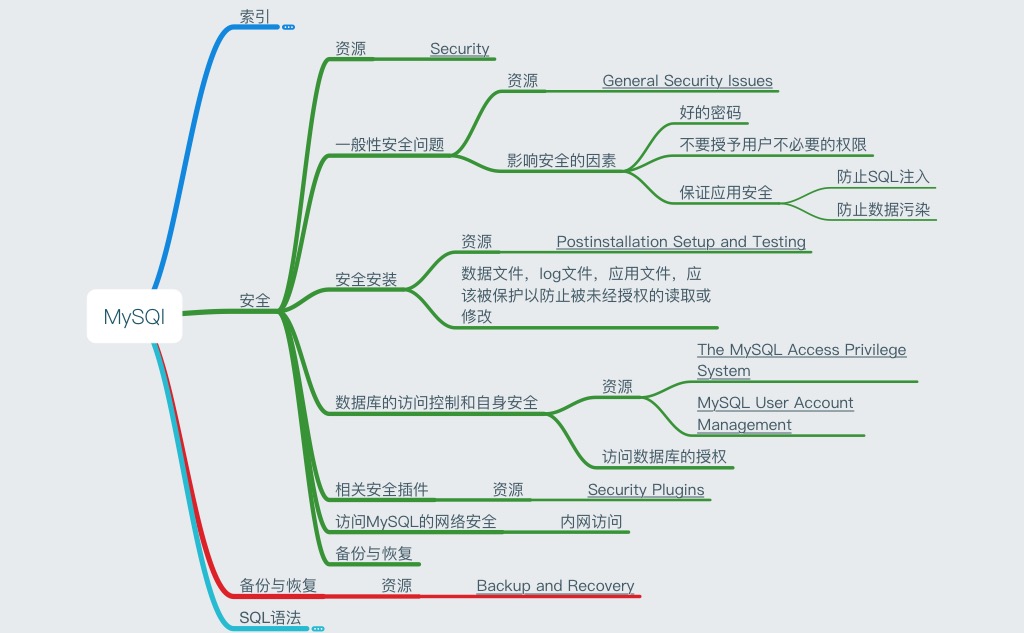 索引
资源
Security
资源
General Security Issues
好的密码
一般性安全问题
不要授予用户不必要的权限
影响安全的因素
防止SQL注入
保证应用安全
防止数据污染
资源
Postinstallation Setup and Testing
安全安装
数据文件，log文件，应用文件，应
该被保护以防止被未经授权的读取或
修改
安全
MySQl
The MySQL Access Privilege
System
资源
MySQL User Account
Management
数据库的访问控制和自身安全
访问数据库的授权
相关安全插件
资源
Security Plugins
访问MySQL的网络安全
内网访问
备份与恢复
备份与恢复
资源
Backup and Recovery
SQL语法